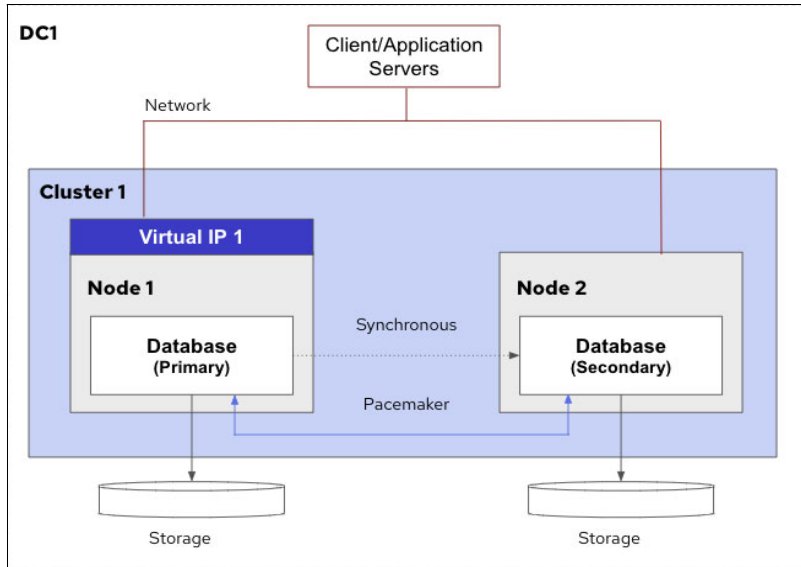 DC1
Client/Application
Servers
Network
Cluster 1
Virtual IP 1
Node 1
Node 2
Database
(Primary)
Synchronous
Database
(Secondary)
Pacemaker
Storage
Storage